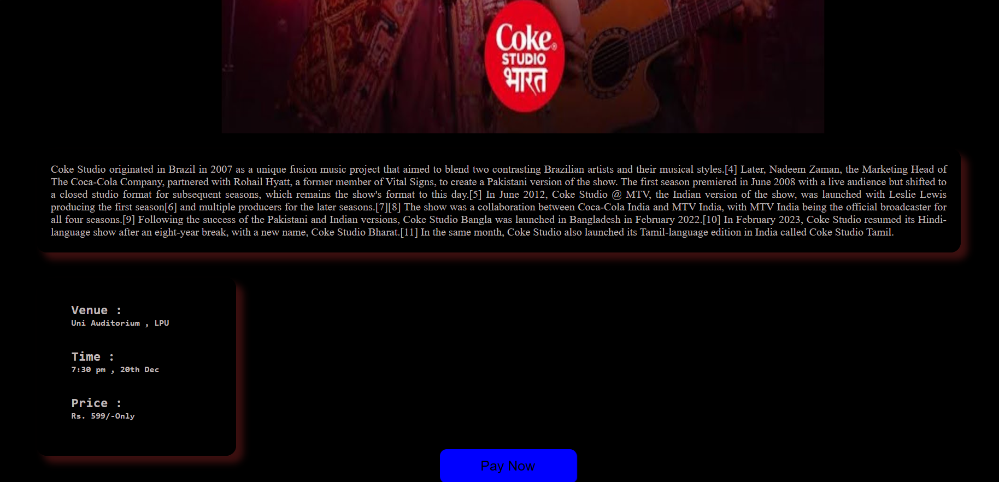 Coke
STUDIO
भारत
Coke Studio originated in Brazil in 2007 as a unique fusion music project that aimed to blend two contrasting Brazilian artists and their musical styles.[4] Later, Nadeem Zaman, the Marketing Head of
The Coca-Cola Company, partnered with Rohail Hyatt, a former member of Vital Signs, to create a Pakistani version of the show. The first season premiered in June 2008 with a live audience but shifted to
a closed studio format for subsequent seasons, which remains the show's format to this day.[5] In June 2012, Coke Studio @ MTV, the Indian version of the show, was launched with Leslie Lewis
producing the first season[6] and multiple producers for the later seasons.[7][8] The show was a collaboration between Coca-Cola India and MTV India, with MTV India being the official broadcaster for
all four seasons.[9] Following the success of the Pakistani and Indian versions, Coke Studio Bangla was launched in Bangladesh in February 2022.[10] In February 2023, Coke Studio resumed its Hindi-
language show after an eight-year break, with a new name, Coke Studio Bharat.[11] In the same month, Coke Studio also launched its Tamil-language edition in India called Coke Studio Tamil.
Venue :
Uni Auditorium , LPU
Time :
7:30 pm , 20th Dec
Price :
Rs. 599/-Only
Pay Now